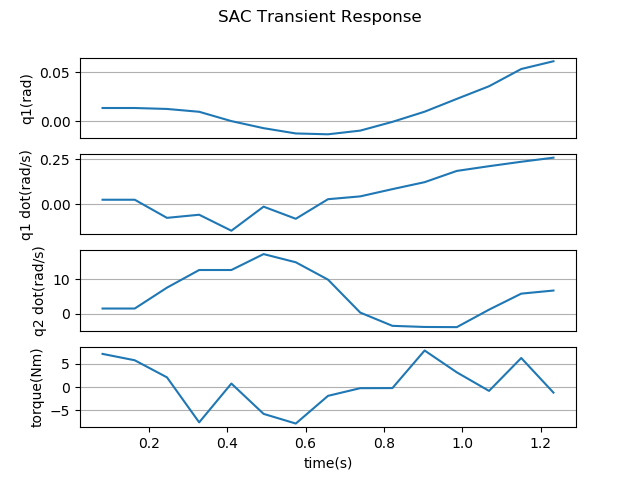 SAC Transient Response
q1(rad)
0.05
0.00
q1 dot(rad/s)
0.25
0.00
q2 dot(rad/s)
10
0
torque(Nm)
5
0
−5
0.2 0.4 0.6 0.8 1.0 1.2
time(s)